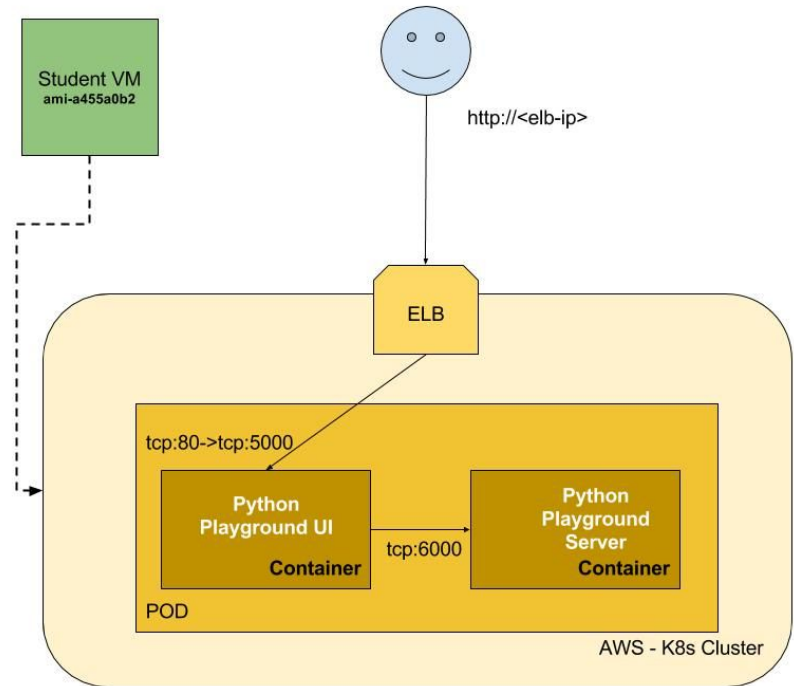 Student VM
ami-a455a0b2
http://<elb-ip>
ELB
tcp:80->tcp:5000
Python
Playground UI
Container
tcp:6000
Python
Playground
Server
Container
POD
AWS - K8s Cluster